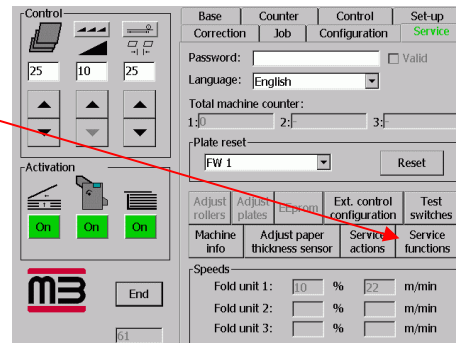 Control
25 10 25
Activation
On On On
M3
End
61
Base Counter Control Set-up
Correction Job Configuration Service
Password: Valid
Language: English
Total machine counter:
1: 0 2: - 3: -
Plate reset
FW 1 Reset
Adjust rollers Adjust plates EEprom Ext. control configuration Test switches
Machine info Adjust paper thickness sensor Service actions Service functions
Speeds
Fold unit 1: 10 % 22 m/min
Fold unit 2: % m/min
Fold unit 3: % m/min